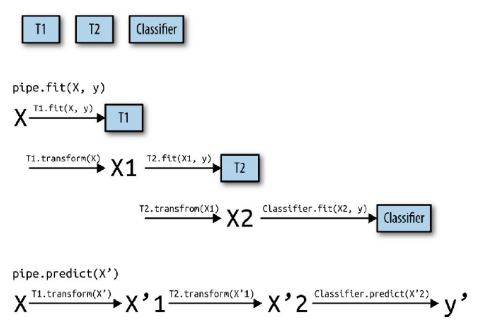 T1 T2 Classifier
pipe.fit(X, y)
X T1.fit(X, y) T1
T1.transform(X) X1 T2.fit(X1, y) T2
T2.transfrom(X1) X2 Classifier.fit(X2, y) Classifier
pipe.predict(X')
X T1.transform(X') X'1 T2.transform(X'1) X'2 Classifier.predict(X'2) y'